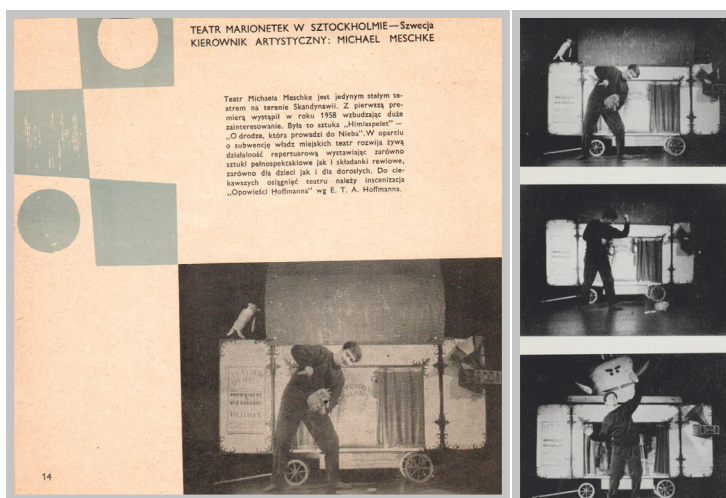 TEATR MARIONETEK W SZTOCKHOLMIE—Szwecja
KIEROWNIK ARTYSTYCZNY: MICHAEL MESCHKE
Teatr Michaela Meschke jest jedynym stałym te-
atrem na terenie Skandynawii. Z pierwszą pre-
mierą wystąpił w roku 1958 wzbudzając duże
zainteresowanie. Była to sztuka „Himlaspelet” —
„O drodze, która prowadzi do Nieba”. W oparciu
o subwencję władz miejskich teatr rozwija żywą
działalność repertuarową wystawiając zarówno
sztuki pełnospektaklowe jak i składanki rewiowe,
zarówno dla dzieci jak i dla dorosłych. Do cie-
kawszych osiągnięć teatru należy inscenizacja
„Opowieści Hoffmanna” wg E. T. A. Hoffmanna.
14